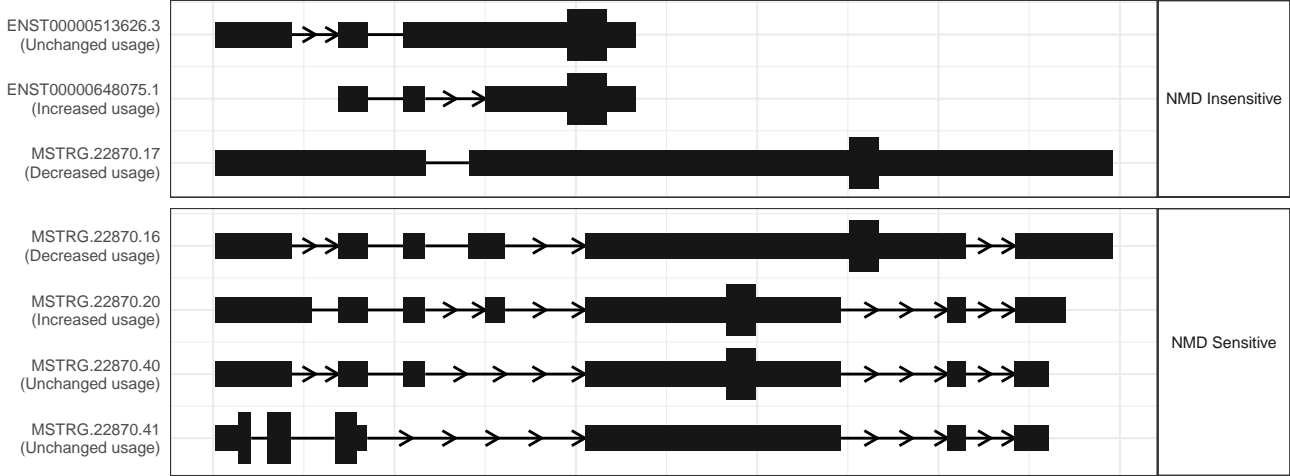 ENST00000513626.3
(Unchanged usage)
ENST00000648075.1
(Increased usage)
MSTRG.22870.17
(Decreased usage)
NMD Insensitive
MSTRG.22870.16
(Decreased usage)
MSTRG.22870.20
(Increased usage)
MSTRG.22870.40
(Unchanged usage)
MSTRG.22870.41
(Unchanged usage)
NMD Sensitive